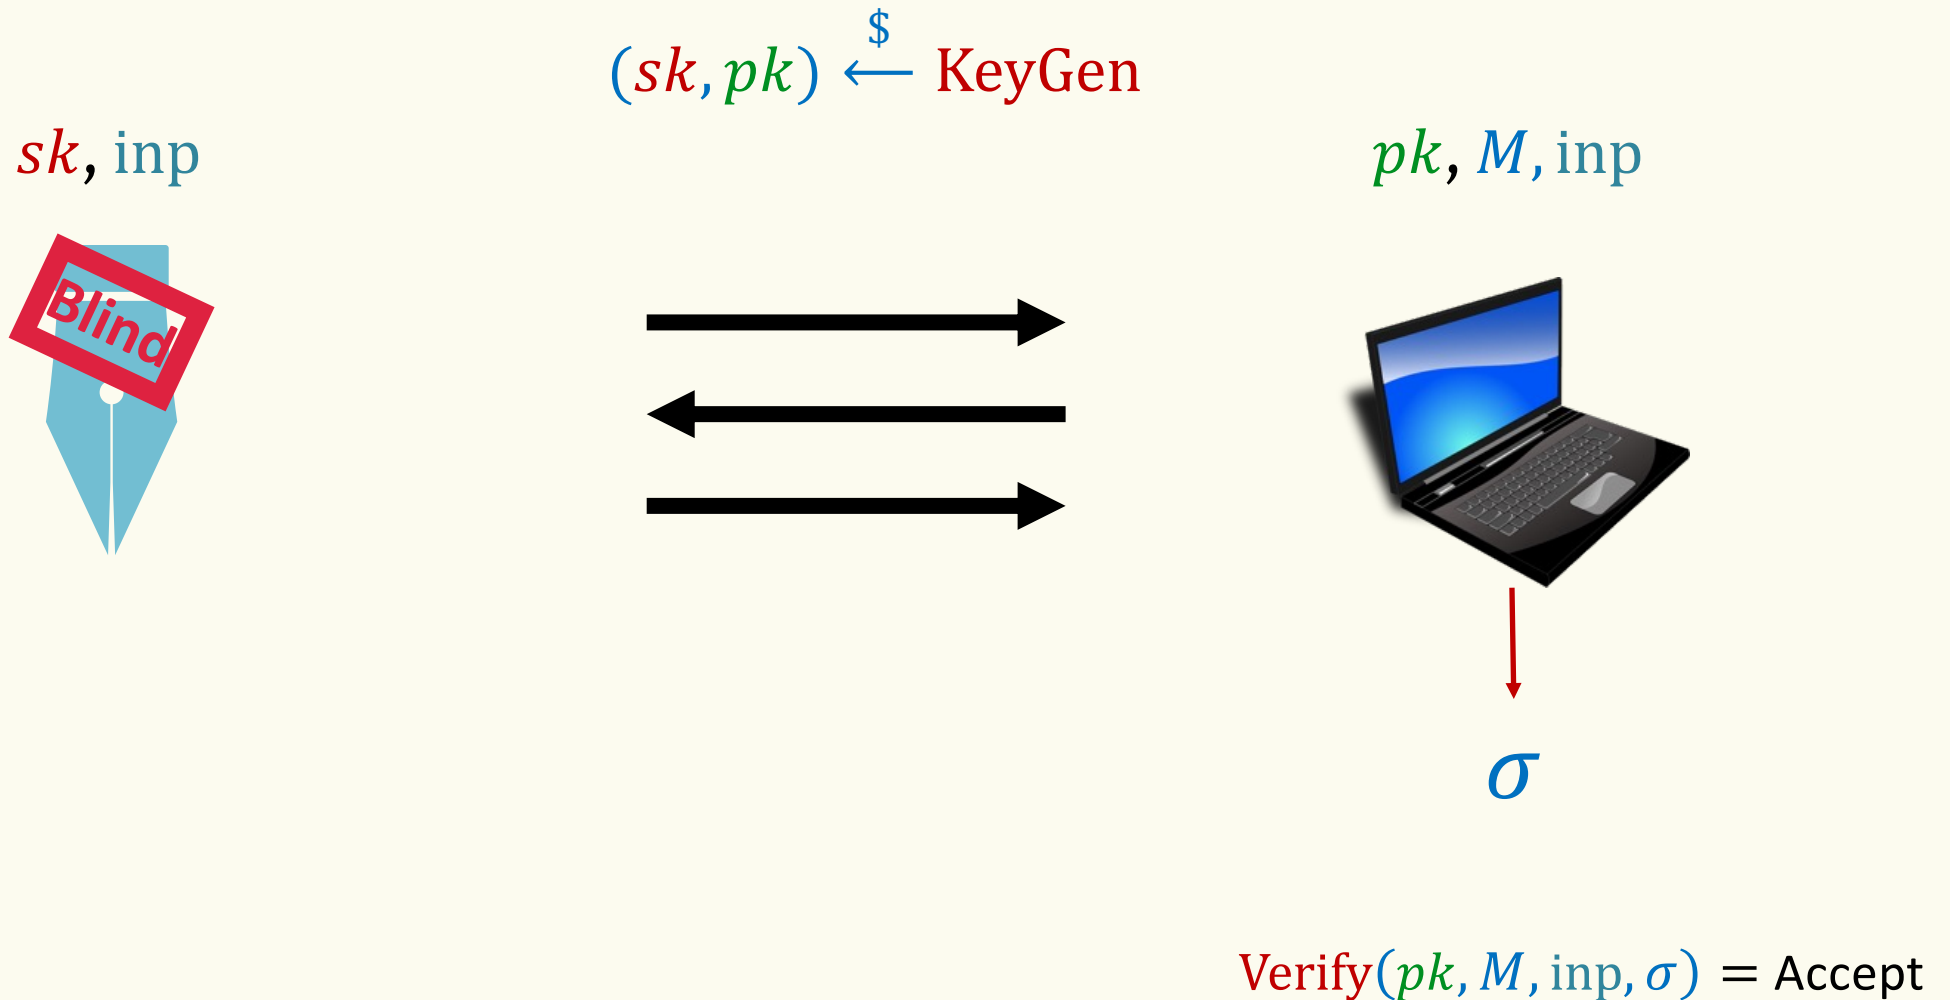 (sk, pk) ←$ KeyGen
sk, inp
pk, M, inp
Blind
σ
Verify(pk, M, inp, σ) = Accept